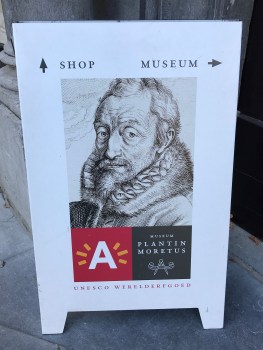 SHOP MUSEUM
A
MUSEUM
PLANTIN
MORETUS
UNESCO WERELDERFGOED